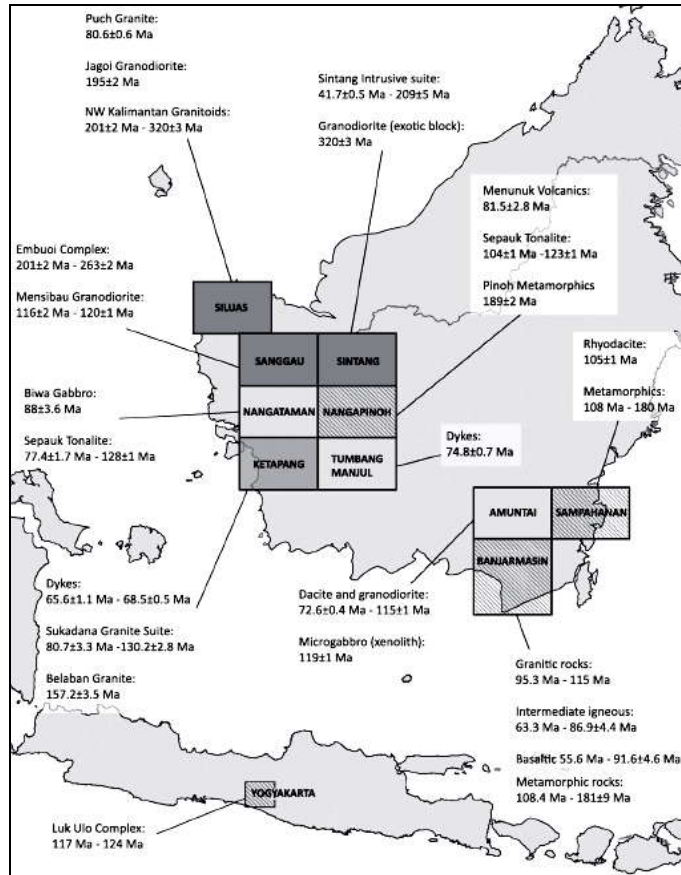 Puch Granite:
80.6±0.6 Ma
Jagoi Granodiorite:
195±2 Ma
NW Kalimantan Granitoids:
201±2 Ma - 320±3 Ma
Sintang Intrusive suite:
41.7±0.5 Ma - 209±5 Ma
Granodiorite (exotic block):
320±3 Ma
Menunuk Volcanics:
81.5±2.8 Ma
Sepauk Tonalite:
104±1 Ma -123±1 Ma
Pinoh Metamorphics
189±2 Ma
Embuoi Complex:
201±2 Ma - 263±2 Ma
Mensibau Granodiorite:
116±2 Ma - 120±1 Ma
SILUAS
SANGGAU
SINTANG
Rhyodacite:
105±1 Ma
Metamorphics:
108 Ma - 180 Ma
Biwa Gabbro:
88±3.6 Ma
Sepauk Tonalite:
77.4±1.7 Ma - 128±1 Ma
NANGATAMAN
NANGAPINOH
KETAPANG
TUMBANG
MANJUL
Dykes:
74.8±0.7 Ma
AMUNTAI
SAMPAHANAN
BANJARMASIN
Dykes:
65.6±1.1 Ma - 68.5±0.5 Ma
Sukadana Granite Suite:
80.7±3.3 Ma -130.2±2.8 Ma
Belaban Granite:
157.2±3.5 Ma
Dacite and granodiorite:
72.6±0.4 Ma - 115±1 Ma
Microgabbro (xenolith):
119±1 Ma
Granitic rocks:
95.3 Ma - 115 Ma
Intermediate igneous:
63.3 Ma - 86.9±4.4 Ma
Basaltic 55.6 Ma - 91.6±4.6 Ma
Metamorphic rocks:
108.4 Ma - 181±9 Ma
YOGYAKARTA
Luk Ulo Complex:
117 Ma - 124 Ma